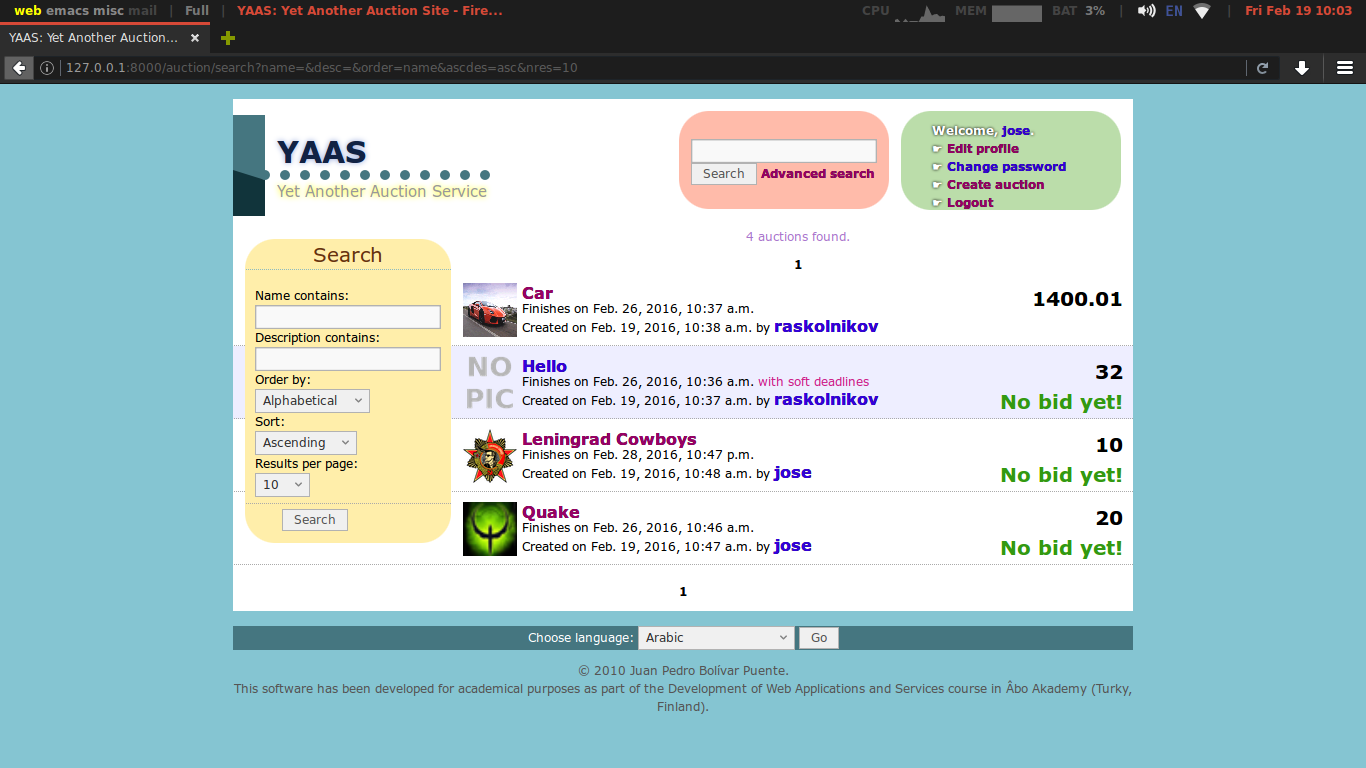 web emacs misc mail | Full | YAAS: Yet Another Auction Site - Fire... CPU MEM BAT 3% | EN | Fri Feb 19 10:03
YAAS: Yet Another Auction...
127.0.0.1:8000/auction/search?name=&desc=&order=name&ascdes=asc&nres=10
YAAS
Yet Another Auction Service
Search Advanced search
Welcome, jose.
☞ Edit profile
☞ Change password
☞ Create auction
☞ Logout
Search
Name contains:
Description contains:
Order by:
Alphabetical
Sort:
Ascending
Results per page:
10
Search
4 auctions found.
1
Car
1400.01
Finishes on Feb. 26, 2016, 10:37 a.m.
Created on Feb. 19, 2016, 10:38 a.m. by raskolnikov
NO
PIC
Hello
32
Finishes on Feb. 26, 2016, 10:36 a.m. with soft deadlines
Created on Feb. 19, 2016, 10:37 a.m. by raskolnikov
No bid yet!
Leningrad Cowboys
10
Finishes on Feb. 28, 2016, 10:47 p.m.
Created on Feb. 19, 2016, 10:48 a.m. by jose
No bid yet!
Quake
20
Finishes on Feb. 26, 2016, 10:46 a.m.
Created on Feb. 19, 2016, 10:47 a.m. by jose
No bid yet!
1
Choose language: Arabic Go
© 2010 Juan Pedro Bolívar Puente.
This software has been developed for academical purposes as part of the Development of Web Applications and Services course in Âbo Akademy (Turky,
Finland).